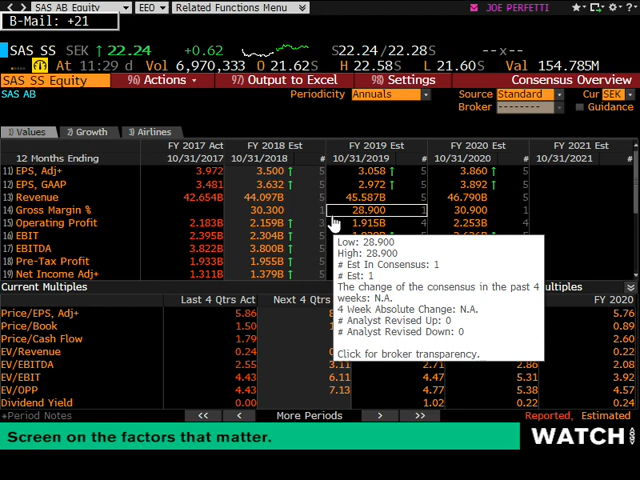 < > SAS AB Equity EEO Related Functions Menu JOE PERFETTI
B-Mail: +21
SAS SS SEK ↑ 22.24 +0.62 S22.24/22.28S --x--
At 11:29 d Vol 6,970,333 O 21.62S H 22.58S L 21.60S Val 154.785M
SAS SS Equity 96) Actions 97) Output to Excel 98) Settings Consensus Overview
SAS AB Periodicity Annuals Source Standard Cur SEK
Broker -------- Guidance
1) Values 2) Growth 3) Airlines
FY 2017 Act FY 2018 Est FY 2019 Est FY 2020 Est FY 2021 Est
12 Months Ending 10/31/2017 10/31/2018 # 10/31/2019 # 10/31/2020 # 10/31/2021
11) EPS, Adj+ 3.972 3.500 ↑ 5 3.058 ↑ 5 3.860 ↑ 5
12) EPS, GAAP 3.481 3.632 ↑ 5 2.972 ↑ 5 3.892 ↑ 5
13) Revenue 42.654B 44.097B 5 45.587B 5 46.790B 5
14) Gross Margin % 30.300 1 28.900 1 30.900 1
15) Operating Profit 2.183B 2.159B ↑ 3 1.915B 4 2.253B 4
16) EBIT 2.395B 2.304B ↑ 5
17) EBITDA 3.822B 3.800B ↑ 5
18) Pre-Tax Profit 1.933B 1.955B ↑ 5
19) Net Income Adj+ 1.311B 1.379B ↑ 5
Low: 28.900
High: 28.900
# Est In Consensus: 1
# Est: 1
The change of the consensus in the past 4
weeks: N.A.
4 Week Absolute Change: N.A.
# Analyst Revised Up: 0
# Analyst Revised Down: 0
Click for broker transparency.
Current Multiples
Last 4 Qtrs Act Next 4 Qtrs FY 2020
Price/EPS, Adj+ 5.86 5.76
Price/Book 1.50 0.89
Price/Cash Flow 1.79 2.83
EV/Revenue 0.24 0.22
EV/EBITDA 2.55 3.11 2.71 2.86 2.08
EV/EBIT 4.43 6.11 4.47 5.31 3.92
EV/OPP 4.43 7.13 4.77 5.38 4.57
Dividend Yield 0.00 1.02 0.22 0.24
+Period Notes << < More Periods > >> Reported, Estimated
Screen on the factors that matter. WATCH